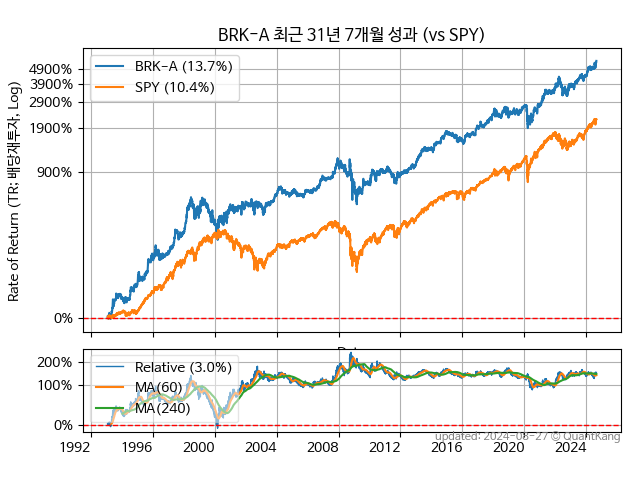 BRK-A 최근 31년 7개월 성과 (vs SPY)
Rate of Return (TR; 배당재투자, Log)
4900%
3900%
2900%
1900%
900%
0%
BRK-A (13.7%)
SPY (10.4%)
200%
100%
0%
Relative (3.0%)
MA(60)
MA(240)
1992 1996 2000 2004 2008 2012 2016 2020 2024
updated: 2024-08-27 © QuantKang